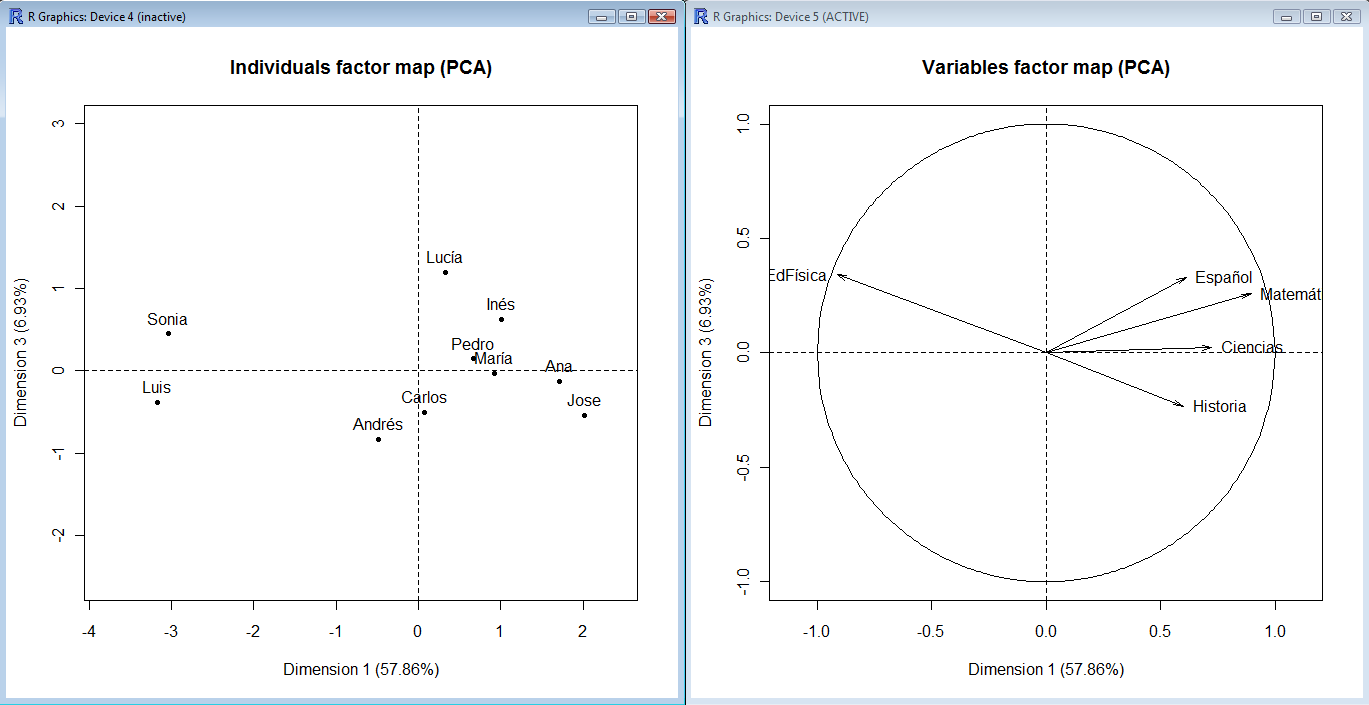 R Graphics: Device 4 (inactive)
Individuals factor map (PCA)
Dimension 3 (6.93%)
3
2
1
0
-1
-2
Lucía
Inés
Sonia
Pedro
María
Ana
Luis
Carlos
Jose
Andrés
-4 -3 -2 -1 0 1 2
Dimension 1 (57.86%)
R Graphics: Device 5 (ACTIVE)
Variables factor map (PCA)
Dimension 3 (6.93%)
1.0
0.5
0.0
-0.5
-1.0
EdFísica
Español
Matemát
Ciencias
Historia
-1.0 -0.5 0.0 0.5 1.0
Dimension 1 (57.86%)